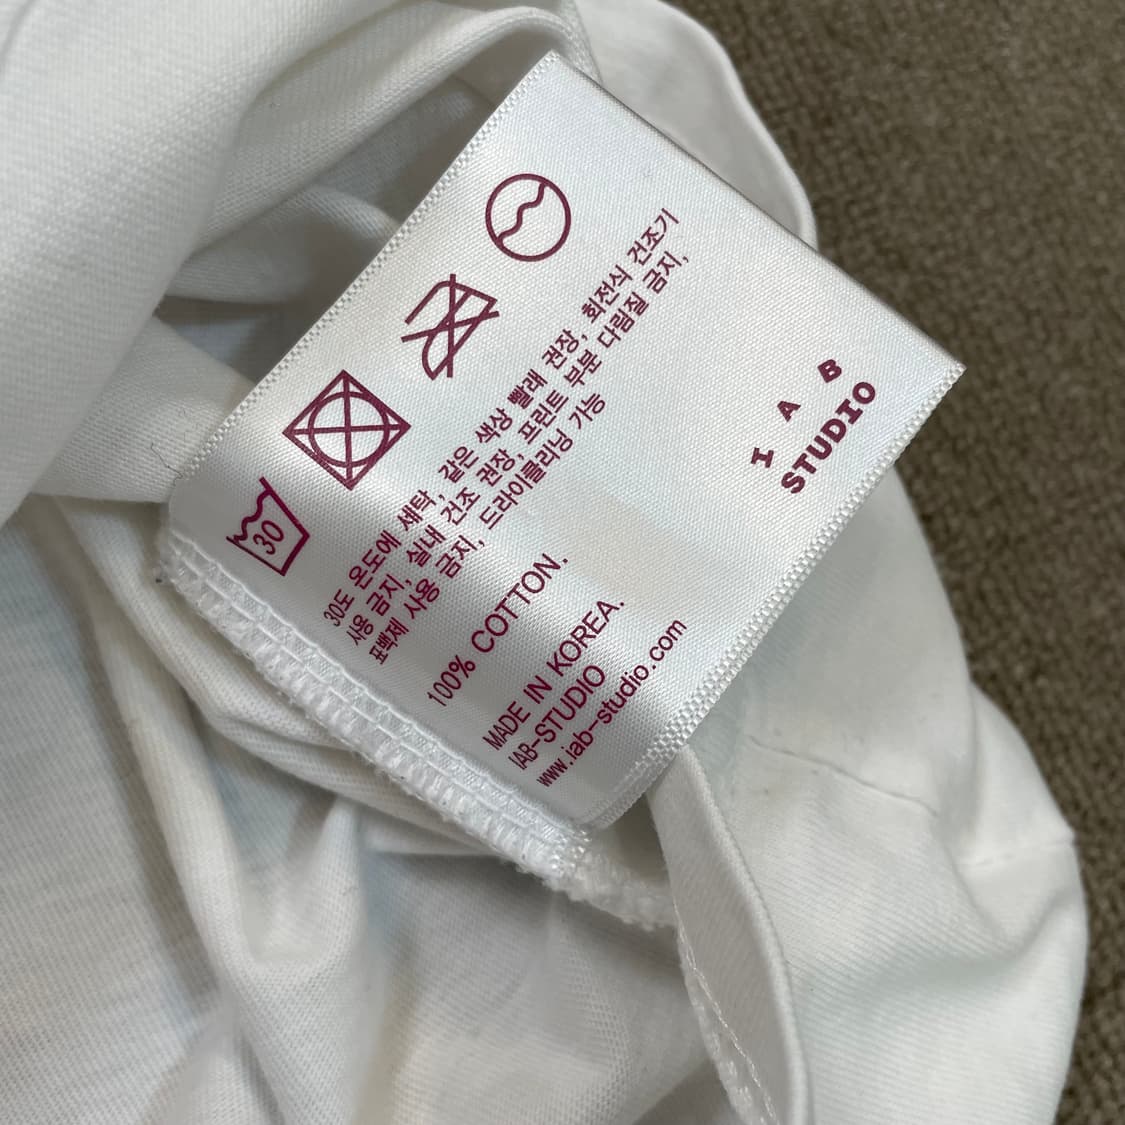 30
30도 온도에 세탁, 같은 색상 빨래 권장, 회전식 건조기
사용 금지, 실내 건조 권장, 프린트 부분 다림질 금지,
표백제 사용 금지, 드라이클리닝 가능
100% COTTON.
MADE IN KOREA.
IAB-STUDIO
www.iab-studio.com
I A B
STUDIO